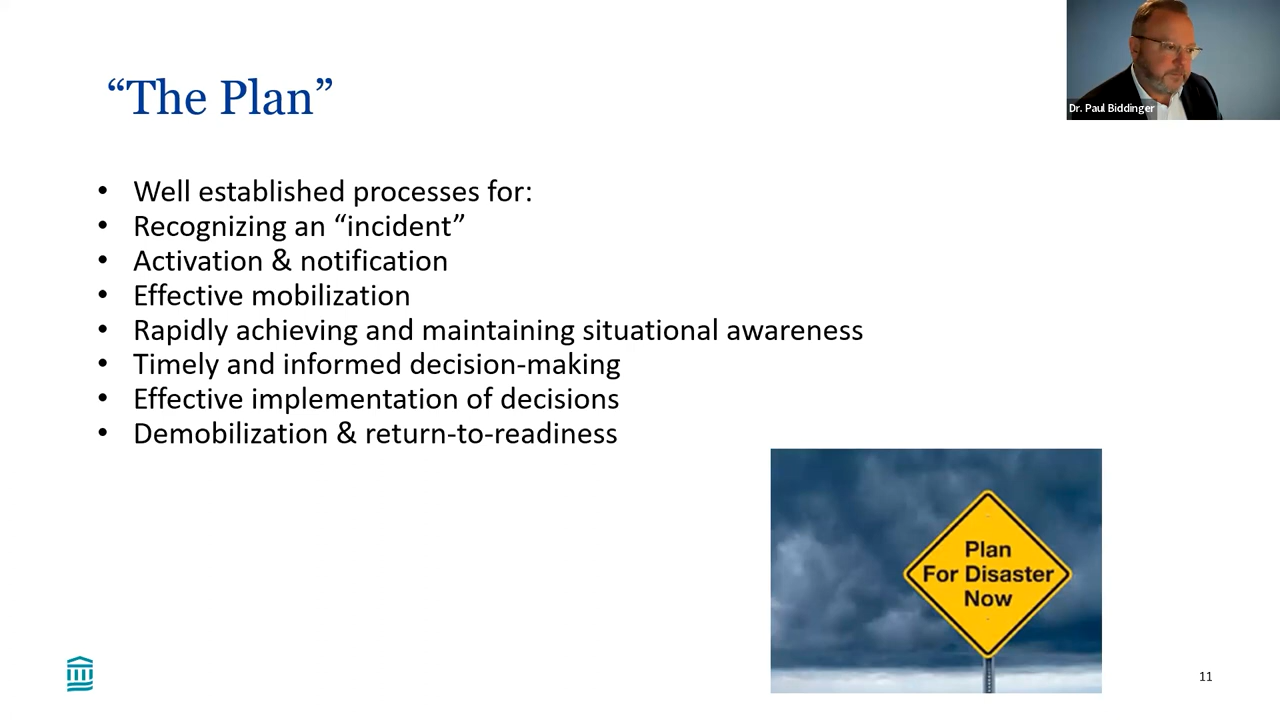 “The Plan”
Dr. Paul Biddinger
• Well established processes for:
• Recognizing an “incident”
• Activation & notification
• Effective mobilization
• Rapidly achieving and maintaining situational awareness
• Timely and informed decision-making
• Effective implementation of decisions
• Demobilization & return-to-readiness
Plan
For Disaster
Now
11